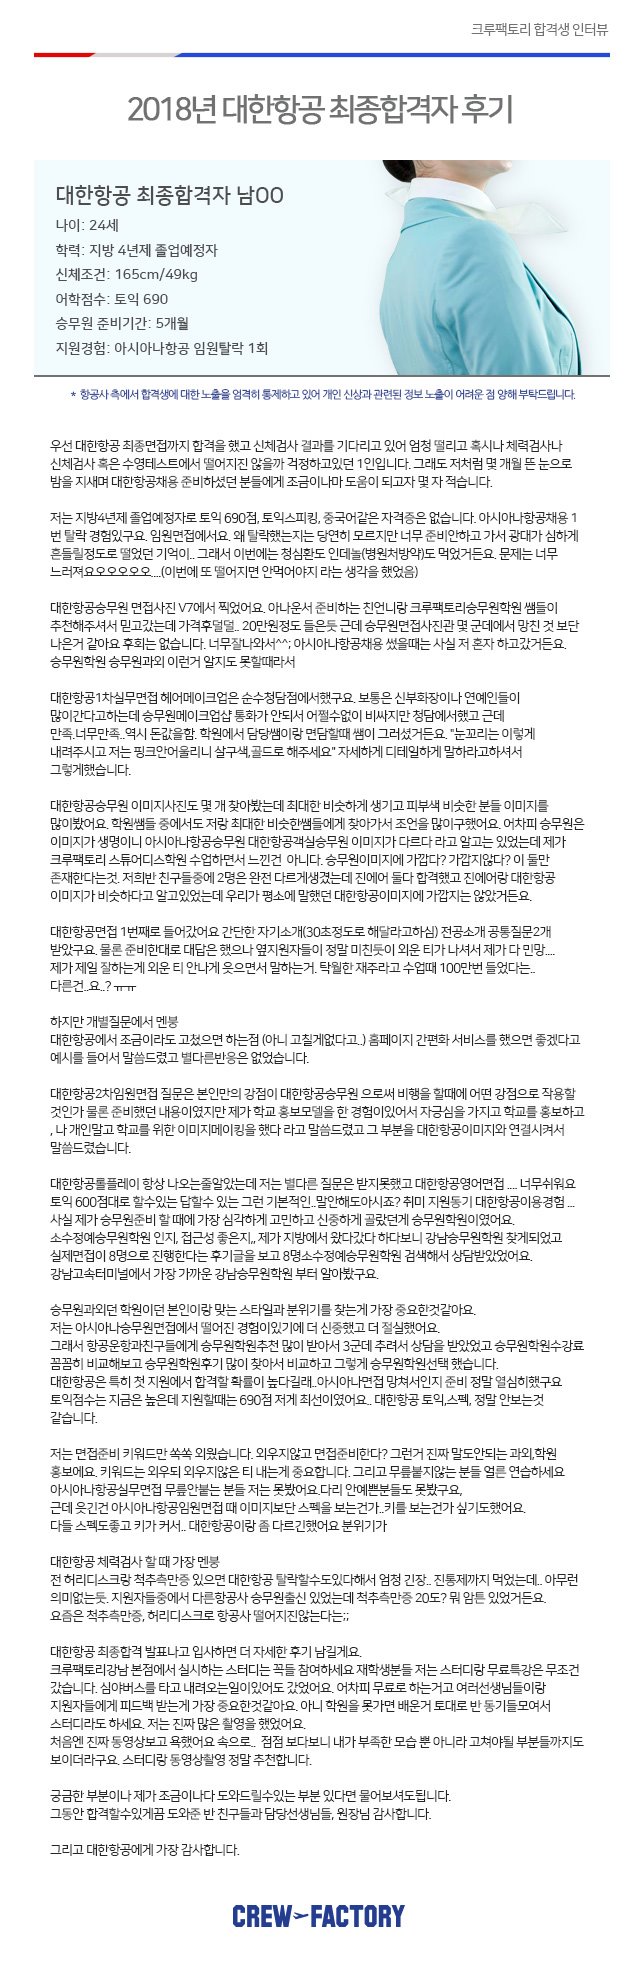 크루팩토리 합격생 인터뷰
2018년 대한항공 최종합격자 후기
대한항공 최종합격자 남OO
나이: 24세
학력: 지방 4년제 졸업예정자
신체조건: 165cm/49kg
어학점수: 토익 690
승무원 준비기간: 5개월
지원경험: 아시아나항공 임원탈락 1회
* 항공사 측에서 합격생에 대한 노출을 엄격히 통제하고 있어 개인 신상과 관련된 정보 노출이 어려운 점 양해 부탁드립니다.
우선 대한항공 최종면접까지 합격을 했고 신체검사 결과를 기다리고 있어 엄청 떨리고 혹시나 체력검사나
신체검사 혹은 수영테스트에서 떨어지진 않을까 걱정하고있던 1인입니다. 그래도 저처럼 몇 개월 뜬 눈으로
밤을 지새며 대한항공채용 준비하셨던 분들에게 조금이나마 도움이 되고자 몇 자 적습니다.
저는 지방4년제 졸업예정자로 토익 690점, 토익스피킹, 중국어같은 자격증은 없습니다. 아시아나항공채용 1
번 탈락 경험있구요. 임원면접에서요. 왜 탈락했는지는 당연히 모르지만 너무 준비안하고 가서 광대가 심하게
흔들릴정도로 떨었던 기억이.. 그래서 이번에는 청심환도 인데놀(병원처방약)도 먹었거든요. 문제는 너무
느러져요오오오오오....(이번에 또 떨어지면 안먹어야지 라는 생각을 했었음)
대한항공승무원 면접사진 V7에서 찍었어요. 아나운서 준비하는 친언니랑 크루팩토리승무원학원 쌤들이
추천해주셔서 믿고갔는데 가격후덜덜.. 20만원정도 들은듯 근데 승무원면접사진관 몇 군데에서 망친 것 보단
나은거 같아요 후회는 없습니다. 너무잘나와서^^; 아시아나항공채용 썼을때는 사실 저 혼자 하고갔거든요.
승무원학원 승무원과외 이런거 알지도 못할때라서
대한항공1차실무면접 헤어메이크업은 순수청담점에서했구요. 보통은 신부화장이나 연예인들이
많이간다고하는데 승무원메이크업샵 통화가 안되서 어쩔수없이 비싸지만 청담에서했고 근데
만족.너무만족..역시 돈값을함. 학원에서 담당쌤이랑 면담할때 쌤이 그러셨거든요. "눈꼬리는 이렇게
내려주시고 저는 핑크안어울리니 살구색,골드로 해주세요" 자세하게 디테일하게 말하라고하셔서
그렇게했습니다.
대한항공승무원 이미지사진도 몇 개 찾아봤는데 최대한 비슷하게 생기고 피부색 비슷한 분들 이미지를
많이봤어요. 학원쌤들 중에서도 저랑 최대한 비슷한쌤들에게 찾아가서 조언을 많이구했어요. 어차피 승무원은
이미지가 생명이니 아시아나항공승무원 대한항공객실승무원 이미지가 다르다 라고 알고는 있었는데 제가
크루팩토리 스튜어디스학원 수업하면서 느낀건 아니다. 승무원이미지에 가깝다? 가깝지않다? 이 둘만
존재한다는것. 저희반 친구들중에 2명은 완전 다르게생겼는데 진에어 둘다 합격했고 진에어랑 대한항공
이미지가 비슷하다고 알고있었는데 우리가 평소에 말했던 대한항공이미지에 가깝지는 않았거든요.
대한항공면접 1번째로 들어갔어요 간단한 자기소개(30초정도로 해달라고하심) 전공소개 공통질문2개
받았구요. 물론 준비한대로 대답은 했으나 옆지원자들이 정말 미친듯이 외운 티가 나셔서 제가 다 민망....
제가 제일 잘하는게 외운 티 안나게 웃으면서 말하는거. 탁월한 재주라고 수업때 100만번 들었다는..
다른건..요..? ㅠㅠ
하지만 개별질문에서 멘붕
대한항공에서 조금이라도 고쳤으면 하는점 (아니 고칠게없다고..) 홈페이지 간편화 서비스를 했으면 좋겠다고
예시를 들어서 말씀드렸고 별다른반응은 없었습니다.
대한항공2차임원면접 질문은 본인만의 강점이 대한항공승무원 으로써 비행을 할때에 어떤 강점으로 작용할
것인가 물론 준비했던 내용이였지만 제가 학교 홍보모델을 한 경험이있어서 자긍심을 가지고 학교를 홍보하고
, 나 개인말고 학교를 위한 이미지메이킹을 했다 라고 말씀드렸고 그 부분을 대한항공이미지와 연결시켜서
말씀드렸습니다.
대한항공롤플레이 항상 나오는줄알았는데 저는 별다른 질문은 받지못했고 대한항공영어면접 .... 너무쉬워요
토익 600점대로 할수있는 답할수 있는 그런 기본적인..말안해도아시죠? 취미 지원동기 대한항공이용경험 ...
사실 제가 승무원준비 할 때에 가장 심각하게 고민하고 신중하게 골랐던게 승무원학원이였어요.
소수정예승무원학원 인지, 접근성 좋은지,, 제가 지방에서 왔다갔다 하다보니 강남승무원학원 찾게되었고
실제면접이 8명으로 진행한다는 후기글을 보고 8명소수정예승무원학원 검색해서 상담받았었어요.
강남고속터미널에서 가장 가까운 강남승무원학원 부터 알아봤구요.
승무원과외던 학원이던 본인이랑 맞는 스타일과 분위기를 찾는게 가장 중요한것같아요.
저는 아시아나승무원면접에서 떨어진 경험이있기에 더 신중했고 더 절실했어요.
그래서 항공운항과친구들에게 승무원학원추천 많이 받아서 3군데 추려서 상담을 받았었고 승무원학원수강료
꼼꼼히 비교해보고 승무원학원후기 많이 찾아서 비교하고 그렇게 승무원학원선택 했습니다.
대한항공은 특히 첫 지원에서 합격할 확률이 높다길래..아시아나면접 망쳐서인지 준비 정말 열심히했구요
토익점수는 지금은 높은데 지원할때는 690점 저게 최선이였어요.. 대한항공 토익,스펙, 정말 안보는것
같습니다.
저는 면접준비 키워드만 쏙쏙 외웠습니다. 외우지않고 면접준비한다? 그런거 진짜 말도안되는 과외,학원
홍보에요. 키워드는 외우되 외우지않은 티 내는게 중요합니다. 그리고 무릎붙지않는 분들 얼른 연습하세요
아시아나항공실무면접 무릎안붙는 분들 저는 못봤어요.다리 안예쁜분들도 못봤구요,
근데 웃긴건 아시아나항공임원면접 때 이미지보단 스펙을 보는건가..키를 보는건가 싶기도했어요.
다들 스펙도좋고 키가 커서.. 대한항공이랑 좀 다르긴했어요 분위기가
대한항공 체력검사 할 때 가장 멘붕
전 허리디스크랑 척추측만증 있으면 대한항공 탈락할수도있다해서 엄청 긴장.. 진통제까지 먹었는데.. 아무런
의미없는듯. 지원자들중에서 다른항공사 승무원출신 있었는데 척추측만증 20도? 뭐 암튼 있었거든요.
요즘은 척추측만증, 허리디스크로 항공사 떨어지진않는다는;;
대한항공 최종합격 발표나고 입사하면 더 자세한 후기 남길게요.
크루팩토리강남 본점에서 실시하는 스터디는 꼭들 참여하세요 재학생분들 저는 스터디랑 무료특강은 무조건
갔습니다. 심야버스를 타고 내려오는일이있어도 갔었어요. 어차피 무료로 하는거고 여러선생님들이랑
지원자들에게 피드백 받는게 가장 중요한것같아요. 아니 학원을 못가면 배운거 토대로 반 동기들모여서
스터디라도 하세요. 저는 진짜 많은 촬영을 했었어요.
처음엔 진짜 동영상보고 욕했어요 속으로.. 점점 보다보니 내가 부족한 모습 뿐 아니라 고쳐야될 부분들까지도
보이더라구요. 스터디랑 동영상촬영 정말 추천합니다.
궁금한 부분이나 제가 조금이나다 도와드릴수있는 부분 있다면 물어보셔도됩니다.
그동안 합격할수있게끔 도와준 반 친구들과 담당선생님들, 원장님 감사합니다.
그리고 대한항공에게 가장 감사합니다.
CREW FACTORY